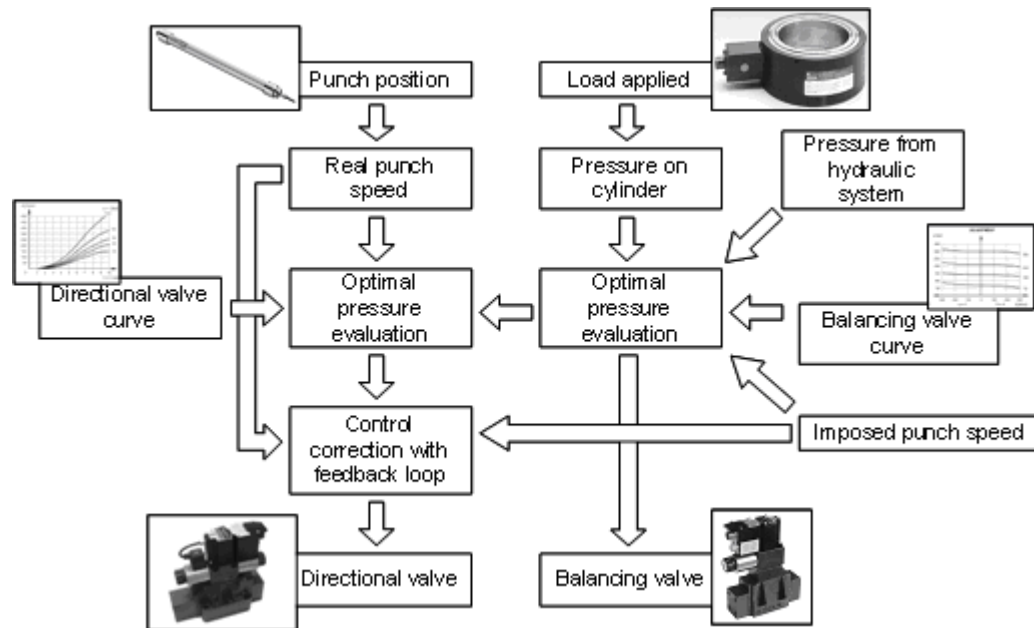 Punch position
Load applied
Real punch
speed
Pressure on
cylinder
Pressure from
hydraulic
system
Directional valve
curve
Optimal
pressure
evaluation
Optimal
pressure
evaluation
Balancing valve
curve
Control
correction with
feedback loop
Imposed punch speed
Directional valve
Balancing valve